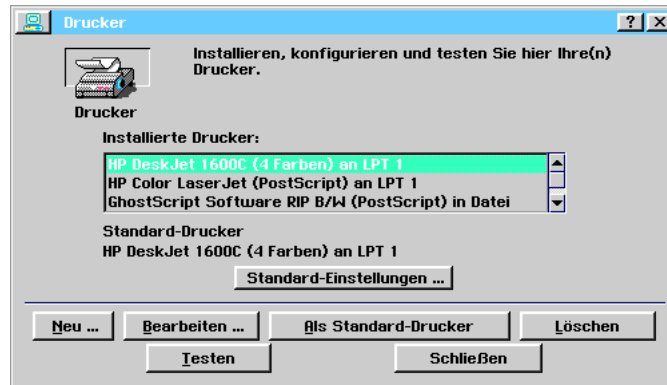 Drucker
Installieren, konfigurieren und testen Sie hier Ihre(n)
Drucker.
Drucker
Installierte Drucker:
HP DeskJet 1600C (4 Farben) an LPT 1
HP Color LaserJet (PostScript) an LPT 1
GhostScript Software RIP B/W (PostScript) in Datei
Standard-Drucker
HP DeskJet 1600C (4 Farben) an LPT 1
Standard-Einstellungen ...
Neu ... Bearbeiten ... Als Standard-Drucker Löschen
Testen Schließen